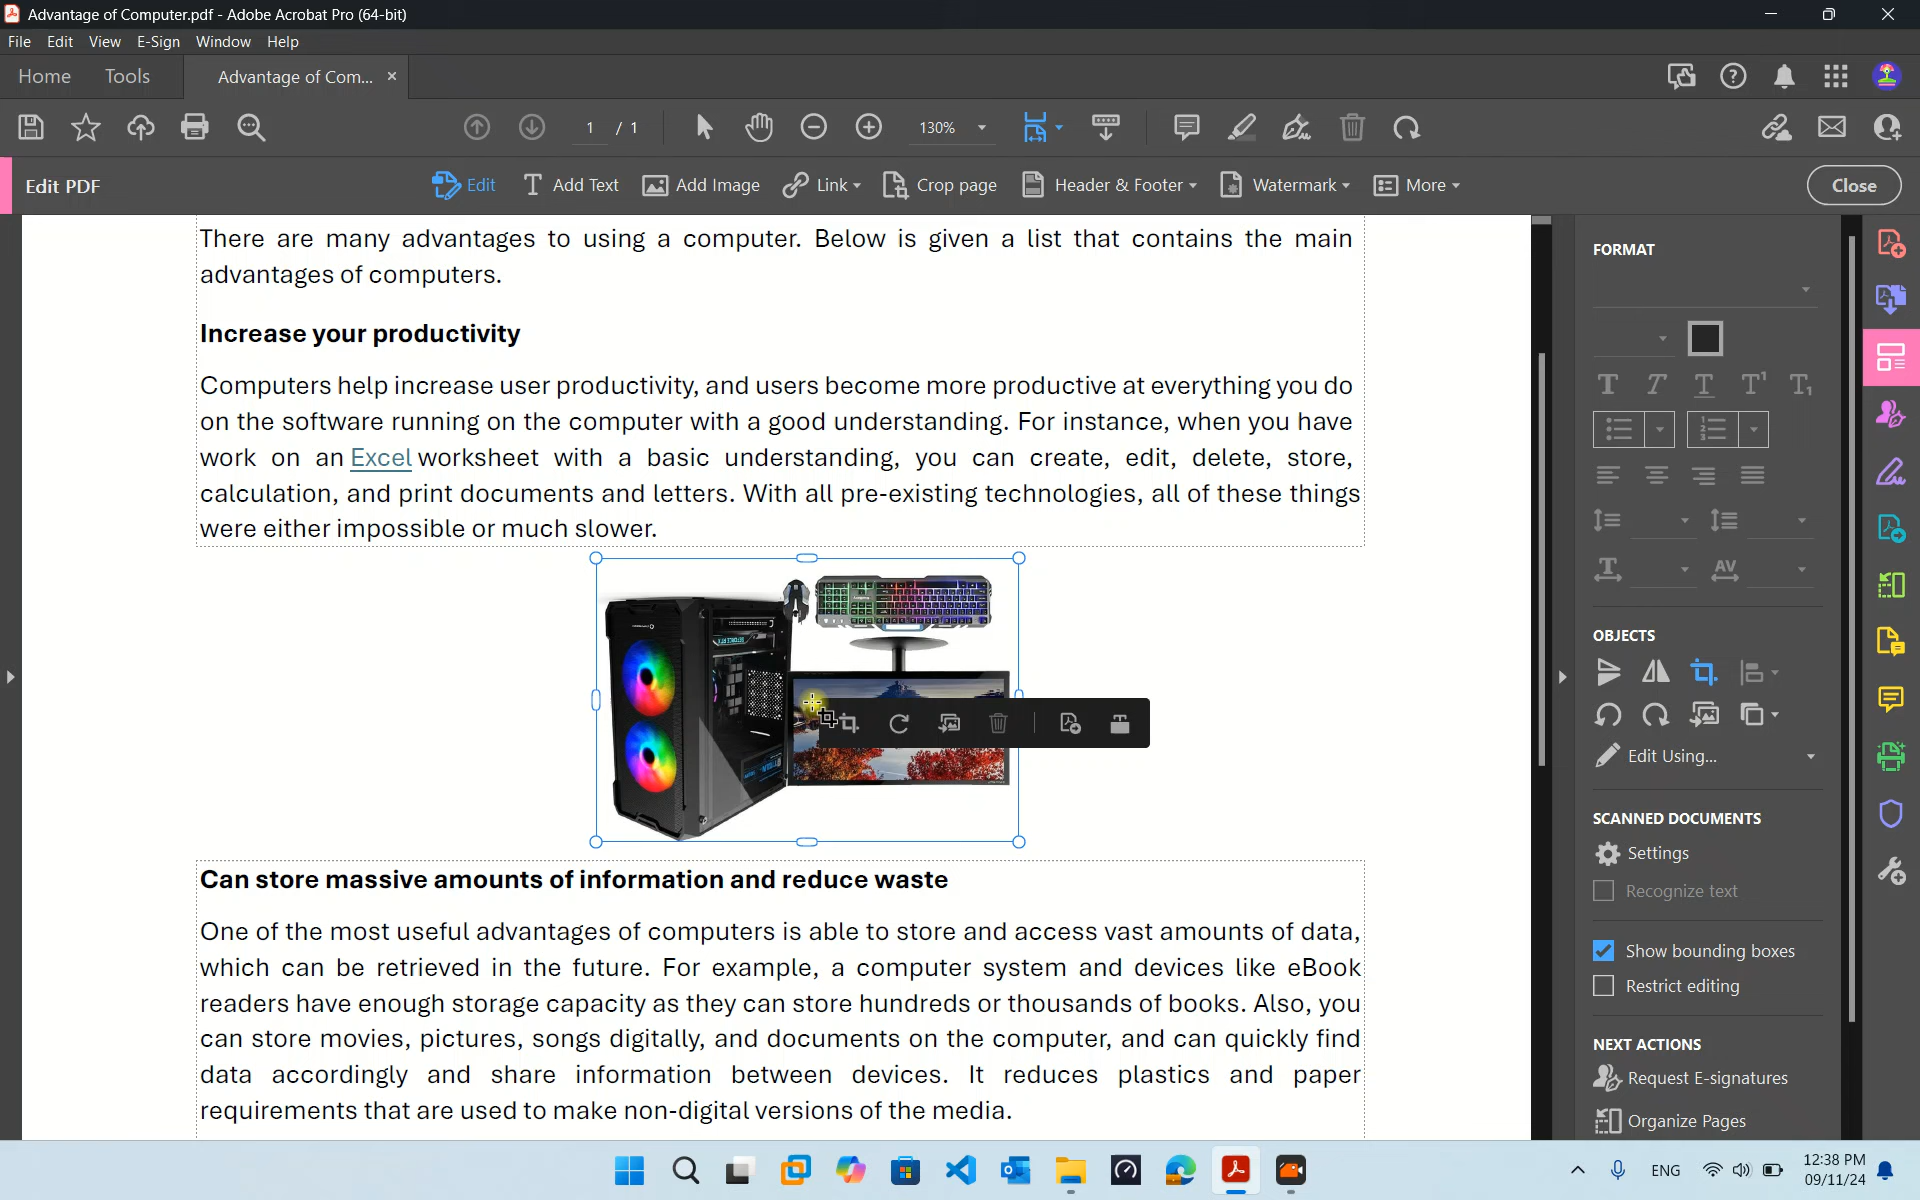 Advantage of Computer.pdf - Adobe Acrobat Pro (64-bit)
File Edit View E-Sign Window Help
Home Tools Advantage of Com... ×
1 / 1 130%
Edit PDF Edit Add Text Add Image Link Crop page Header & Footer Watermark More Close
There are many advantages to using a computer. Below is given a list that contains the main
advantages of computers.
Increase your productivity
Computers help increase user productivity, and users become more productive at everything you do
on the software running on the computer with a good understanding. For instance, when you have
work on an Excel worksheet with a basic understanding, you can create, edit, delete, store,
calculation, and print documents and letters. With all pre-existing technologies, all of these things
were either impossible or much slower.
Can store massive amounts of information and reduce waste
One of the most useful advantages of computers is able to store and access vast amounts of data,
which can be retrieved in the future. For example, a computer system and devices like eBook
readers have enough storage capacity as they can store hundreds or thousands of books. Also, you
can store movies, pictures, songs digitally, and documents on the computer, and can quickly find
data accordingly and share information between devices. It reduces plastics and paper
requirements that are used to make non-digital versions of the media.
FORMAT
OBJECTS
Edit Using...
SCANNED DOCUMENTS
Settings
Recognize text
Show bounding boxes
Restrict editing
NEXT ACTIONS
Request E-signatures
Organize Pages
ENG
12:38 PM
09/11/24